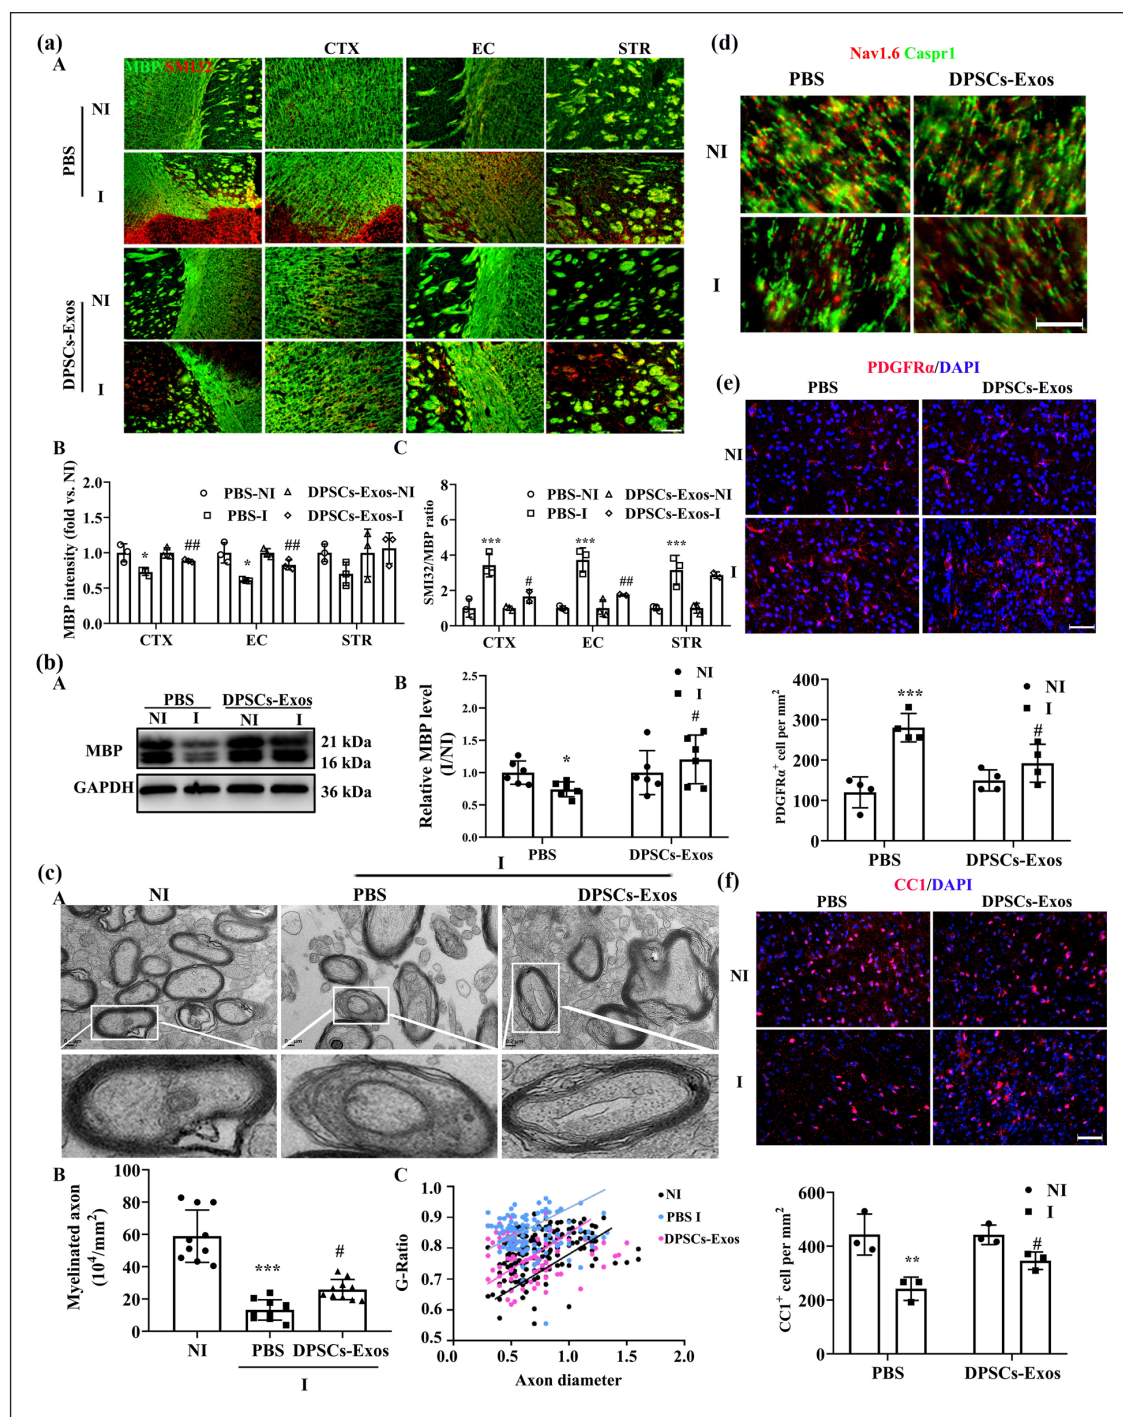 (a)
A
CTX
EC
STR
MBP SMI32
PBS
NI
I
DPSCs-Exos
NI
I
B
MBP intensity (fold vs. NI)
2.0
1.5
1.0
0.5
0.0
PBS-NI
DPSCs-Exos-NI
PBS-I
DPSCs-Exos-I
*
##
*
##
CTX
EC
STR
C
SMI32/MBP ratio
8
6
4
2
0
PBS-NI
DPSCs-Exos-NI
PBS-I
DPSCs-Exos-I
***
#
***
##
***
CTX
EC
STR
(b)
A
PBS
DPSCs-Exos
NI
I
NI
I
MBP
21 kDa
16 kDa
GAPDH
36 kDa
B
Relative MBP level
(I/NI)
2.5
2.0
1.5
1.0
0.5
0.0
NI
I
*
#
PBS
DPSCs-Exos
(c)
A
I
NI
PBS
DPSCs-Exos
0.2 μm
B
Myelinated axon
(10⁴/mm²)
100
80
60
40
20
0
***
#
NI
PBS
DPSCs-Exos
I
C
G-Ratio
1.0
0.9
0.8
0.7
0.6
0.5
0.0
0.5
1.0
1.5
2.0
Axon diameter
NI
PBS I
DPSCs-Exos
(d)
Nav1.6 Caspr1
PBS
DPSCs-Exos
NI
I
(e)
PDGFRα/DAPI
PBS
DPSCs-Exos
NI
I
PDGFRα⁺ cell per mm²
400
300
200
100
0
NI
I
***
#
PBS
DPSCs-Exos
(f)
CC1/DAPI
PBS
DPSCs-Exos
NI
I
CC1⁺ cell per mm²
600
400
200
0
NI
I
**
#
PBS
DPSCs-Exos